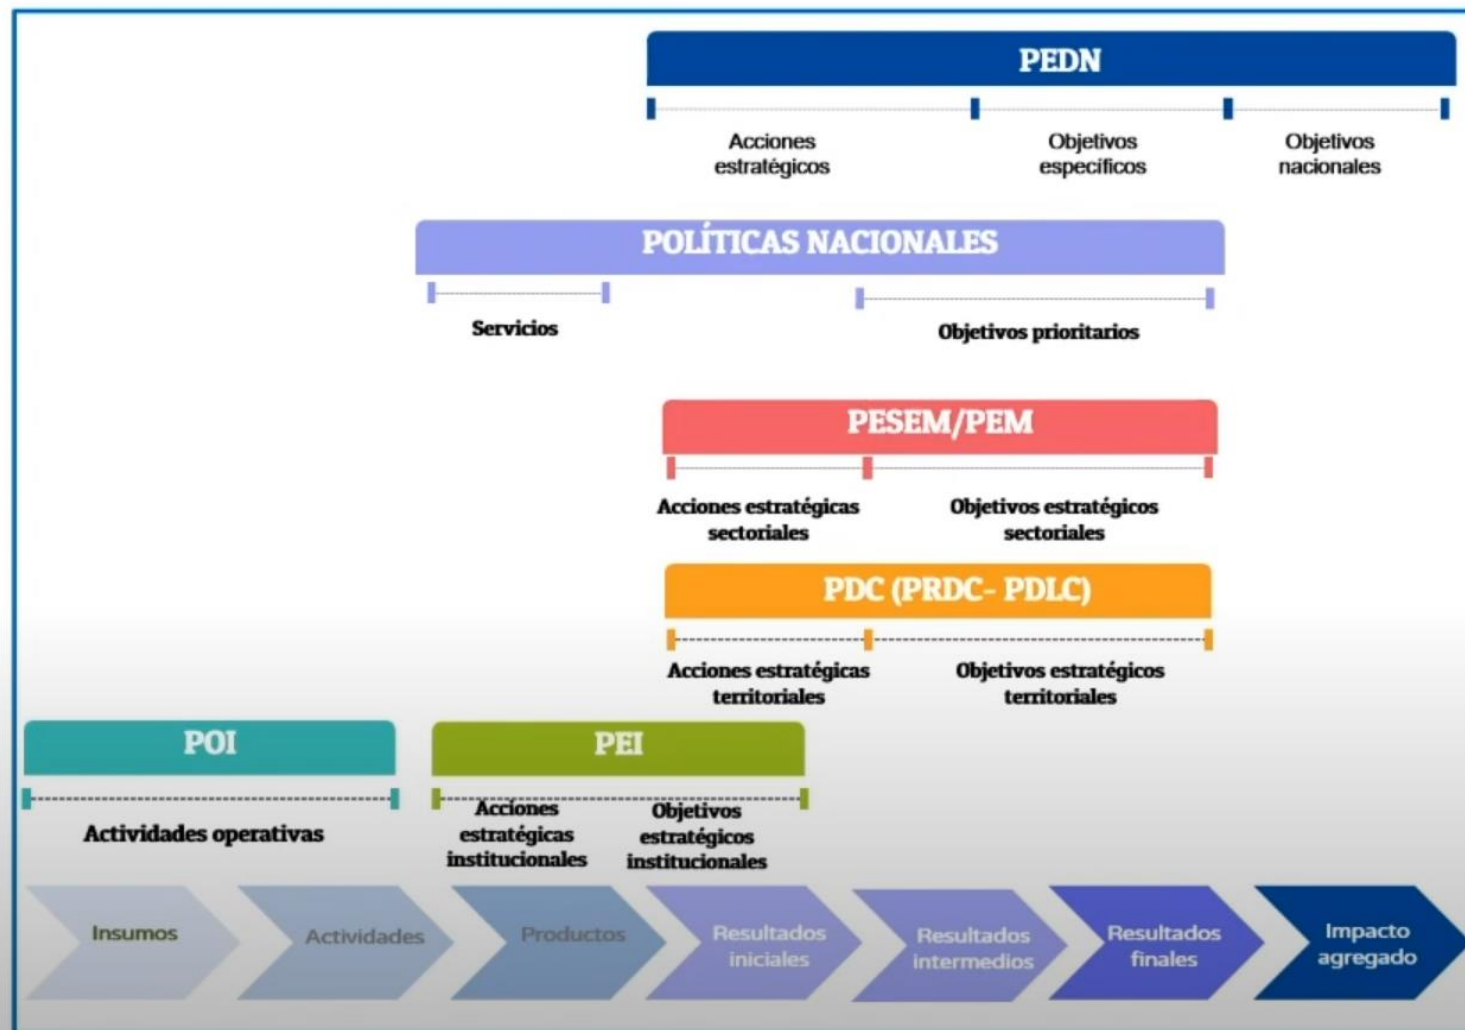 PEDN
Acciones
estratégicos
Objetivos
específicos
Objetivos
nacionales
POLÍTICAS NACIONALES
Servicios
Objetivos prioritarios
PESEM/PEM
Acciones estratégicas
sectoriales
Objetivos estratégicos
sectoriales
PDC (PRDC- PDLC)
Acciones estratégicas
territoriales
Objetivos estratégicos
territoriales
POI
Actividades operativas
PEI
Acciones
estratégicas
institucionales
Objetivos
estratégicos
institucionales
Insumos
Actividades
Productos
Resultados
iniciales
Resultados
intermedios
Resultados
finales
Impacto
agregado